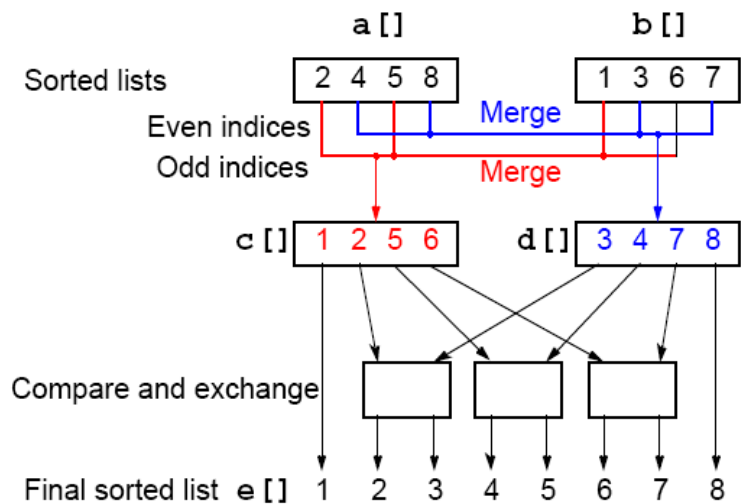 a[] b[]
Sorted lists 2 4 5 8 1 3 6 7
Even indices Merge
Odd indices Merge
c[] 1 2 5 6 d[] 3 4 7 8
Compare and exchange
Final sorted list e[] 1 2 3 4 5 6 7 8